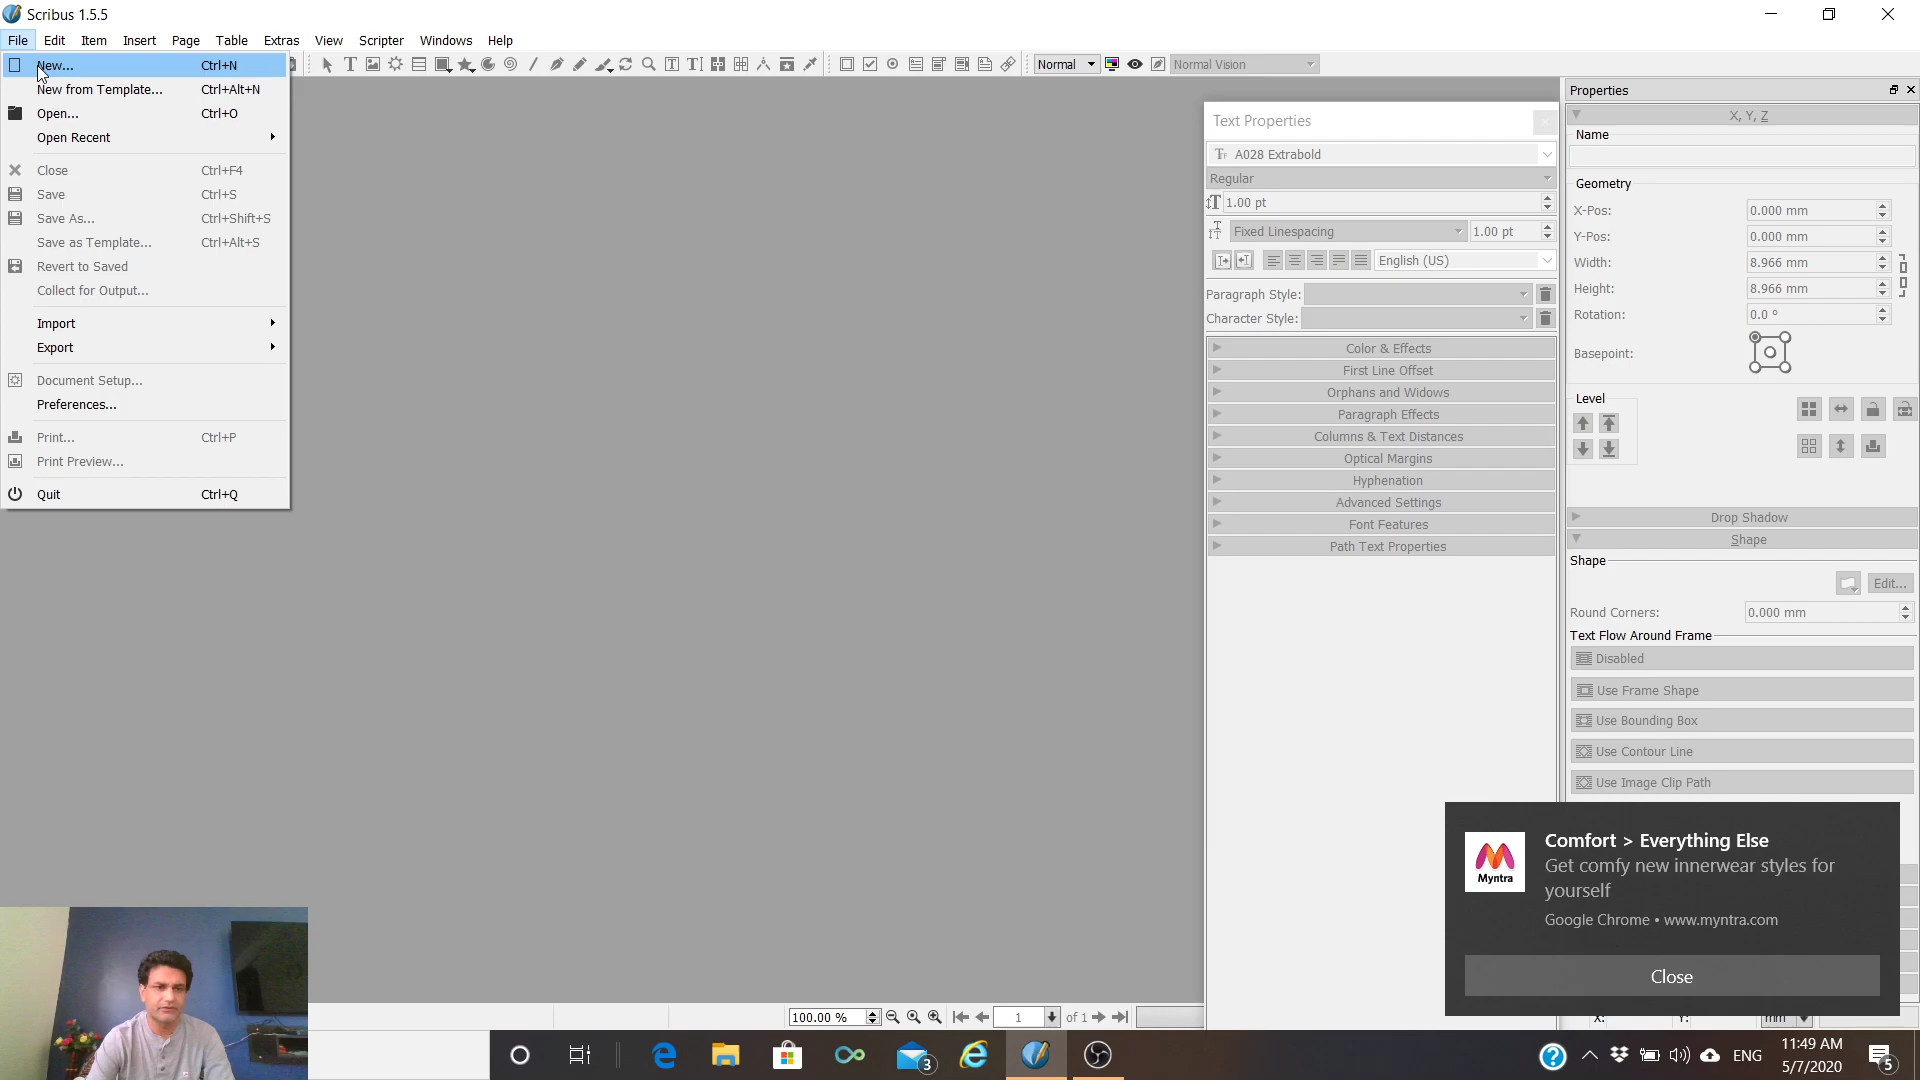 Scribus 1.5.5
File Edit Item Insert Page Table Extras View Scripter Windows Help
New... Ctrl+N
New from Template... Ctrl+Alt+N
Open... Ctrl+O
Open Recent
Close Ctrl+F4
Save Ctrl+S
Save As... Ctrl+Shift+S
Save as Template... Ctrl+Alt+S
Revert to Saved
Collect for Output...
Import
Export
Document Setup...
Preferences...
Print... Ctrl+P
Print Preview...
Quit Ctrl+Q
Normal Normal Vision
Text Properties
A028 Extrabold
Regular
1.00 pt
Fixed Linespacing 1.00 pt
English (US)
Paragraph Style:
Character Style:
Color & Effects
First Line Offset
Orphans and Widows
Paragraph Effects
Columns & Text Distances
Optical Margins
Hyphenation
Advanced Settings
Font Features
Path Text Properties
Properties
X, Y, Z
Name
Geometry
X-Pos: 0.000 mm
Y-Pos: 0.000 mm
Width: 8.966 mm
Height: 8.966 mm
Rotation: 0.0 °
Basepoint:
Level
Drop Shadow
Shape
Shape
Edit...
Round Corners: 0.000 mm
Text Flow Around Frame
Disabled
Use Frame Shape
Use Bounding Box
Use Contour Line
Use Image Clip Path
Myntra
Comfort > Everything Else
Get comfy new innerwear styles for
yourself
Google Chrome • www.myntra.com
Close
100.00 % 1 of 1
X: Y: mm
3
ENG
11:49 AM
5/7/2020
5